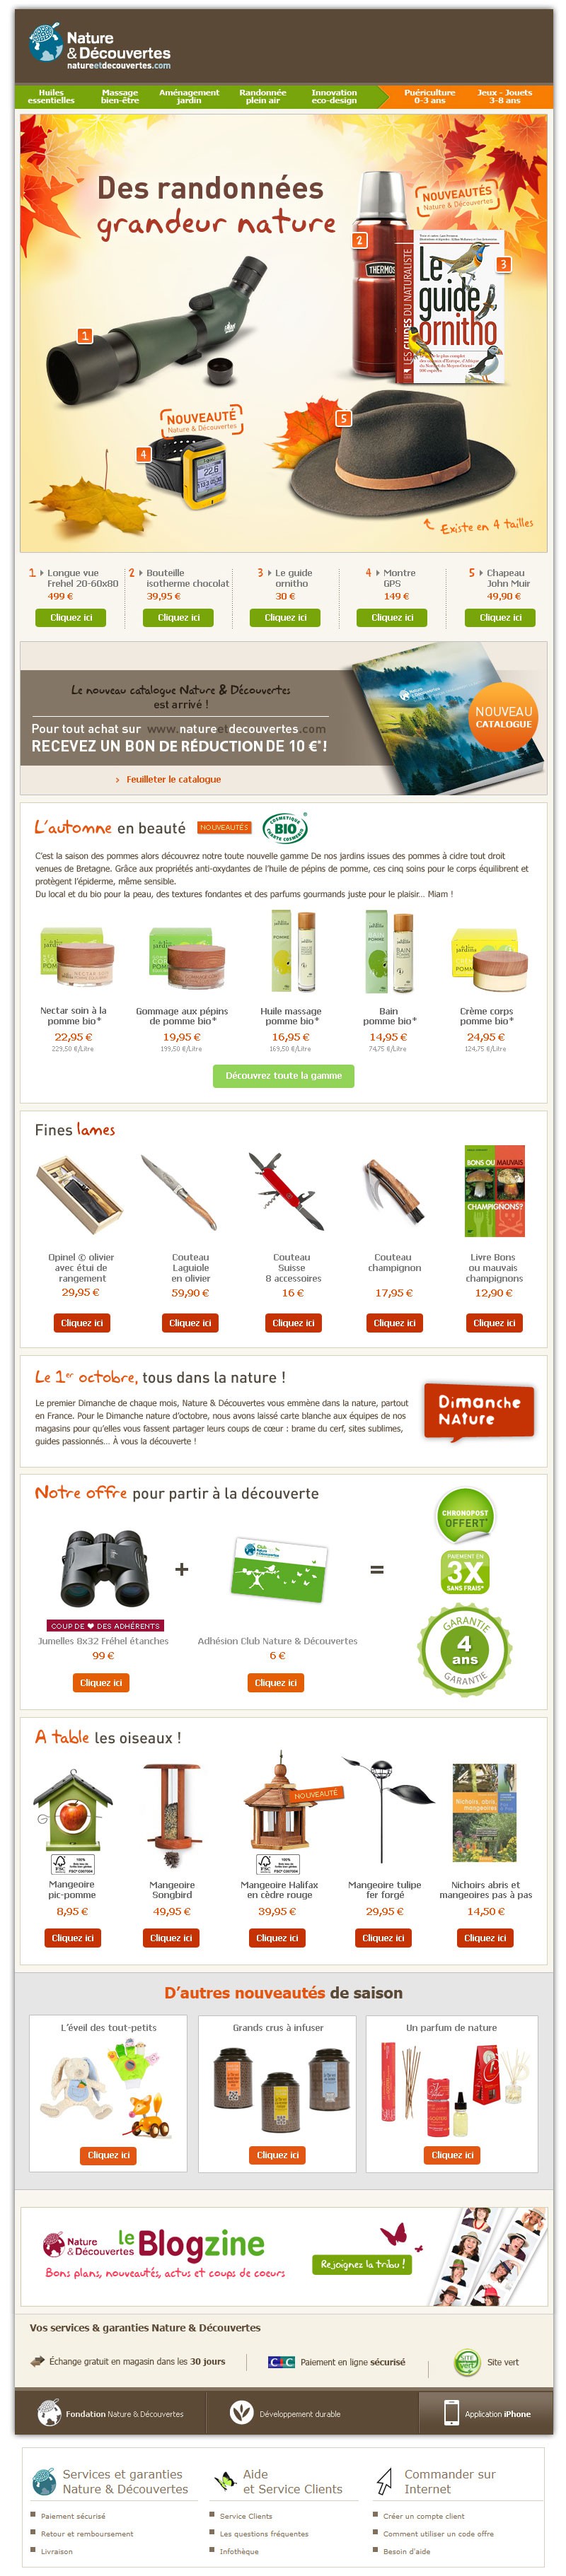 Nature
& Découvertes
natureetdecouvertes.com
Huiles essentielles
Massage bien-être
Aménagement jardin
Randonnée plein air
Innovation eco-design
Puériculture 0-3 ans
Jeux - Jouets 3-8 ans
Des randonnées
grandeur nature
NOUVEAUTÉS
Nature & Découvertes
1
2
3
THERMOS
LES GUIDES DU NATURALISTE
Le
guide
ornitho
NOUVEAUTÉ
Nature & Découvertes
4
5
Existe en 4 tailles
1 Longue vue
Frehel 20-60x80
499 €
Cliquez ici
2 Bouteille
isotherme chocolat
39,95 €
Cliquez ici
3 Le guide
ornitho
30 €
Cliquez ici
4 Montre
GPS
149 €
Cliquez ici
5 Chapeau
John Muir
49,90 €
Cliquez ici
Le nouveau catalogue Nature & Découvertes
est arrivé !
Pour tout achat sur www.natureetdecouvertes.com
RECEVEZ UN BON DE RÉDUCTION DE 10 €*!
Feuilleter le catalogue
NOUVEAU
CATALOGUE
L'automne en beauté NOUVEAUTÉS
COSMETIQUE
BIO
C'est la saison des pommes alors découvrez notre toute nouvelle gamme De nos jardins issues des pommes à cidre tout droit
venues de Bretagne. Grâce aux propriétés anti-oxydantes de l'huile de pépins de pomme, ces cinq soins pour le corps équilibrent et
protègent l'épiderme, même sensible.
Du local et du bio pour la peau, des textures fondantes et des parfums gourmands juste pour le plaisir... Miam !
Nectar soin à la
pomme bio*
22,95 €
229,50 €/Litre
Gommage aux pépins
de pomme bio*
19,95 €
199,50 €/Litre
Huile massage
pomme bio*
16,95 €
169,50 €/Litre
Bain
pomme bio*
14,95 €
74,75 €/Litre
Crème corps
pomme bio*
24,95 €
124,75 €/Litre
Découvrez toute la gamme
Fines lames
BONS OU MAUVAIS
CHAMPIGNONS?
Opinel © olivier
avec étui de
rangement
29,95 €
Cliquez ici
Couteau
Laguiole
en olivier
59,90 €
Cliquez ici
Couteau
Suisse
8 accessoires
16 €
Cliquez ici
Couteau
champignon
17,95 €
Cliquez ici
Livre Bons
ou mauvais
champignons
12,90 €
Cliquez ici
Le 1er octobre, tous dans la nature !
Le premier Dimanche de chaque mois, Nature & Découvertes vous emmène dans la nature, partout
en France. Pour le Dimanche nature d'octobre, nous avons laissé carte blanche aux équipes de nos
magasins pour qu'elles vous fassent partager leurs coups de cœur : brame du cerf, sites sublimes,
guides passionnés... À vous la découverte !
Dimanche
NAture
Notre offre pour partir à la découverte
+
=
COUP DE ♥ DES ADHÉRENTS
Jumelles 8x32 Fréhel étanches
99 €
Cliquez ici
Adhésion Club Nature & Découvertes
6 €
Cliquez ici
CHRONOPOST
OFFERT*
PAIEMENT EN
3X
SANS FRAIS*
GARANTIE
4
ans
GARANTIE
A table les oiseaux !
NOUVEAUTÉ
Nichoirs, abris,
mangeoires
FSC
FSC
Mangeoire
pic-pomme
8,95 €
Cliquez ici
Mangeoire
Songbird
49,95 €
Cliquez ici
Mangeoire Halifax
en cèdre rouge
39,95 €
Cliquez ici
Mangeoire tulipe
fer forgé
29,95 €
Cliquez ici
Nichoirs abris et
mangeoires pas à pas
14,50 €
Cliquez ici
D'autres nouveautés de saison
L'éveil des tout-petits
Cliquez ici
Grands crus à infuser
Cliquez ici
Un parfum de nature
Cliquez ici
Nature
& Découvertes
le Blogzine
Bons plans, nouveautés, actus et coups de coeurs
Rejoignez la tribu !
Vos services & garanties Nature & Découvertes
Échange gratuit en magasin dans les 30 jours
Paiement en ligne sécurisé
SITE
VERT
Site vert
Fondation Nature & Découvertes
Développement durable
Application iPhone
Services et garanties
Nature & Découvertes
Paiement sécurisé
Retour et remboursement
Livraison
Aide
et Service Clients
Service Clients
Les questions fréquentes
Infothèque
Commander sur
Internet
Créer un compte client
Comment utiliser un code offre
Besoin d'aide